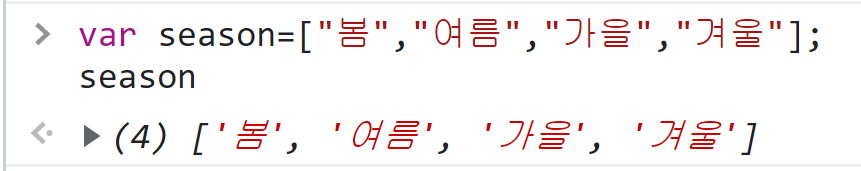 var season=["봄","여름","가을","겨울"];
season
(4) ['봄', '여름', '가을', '겨울']